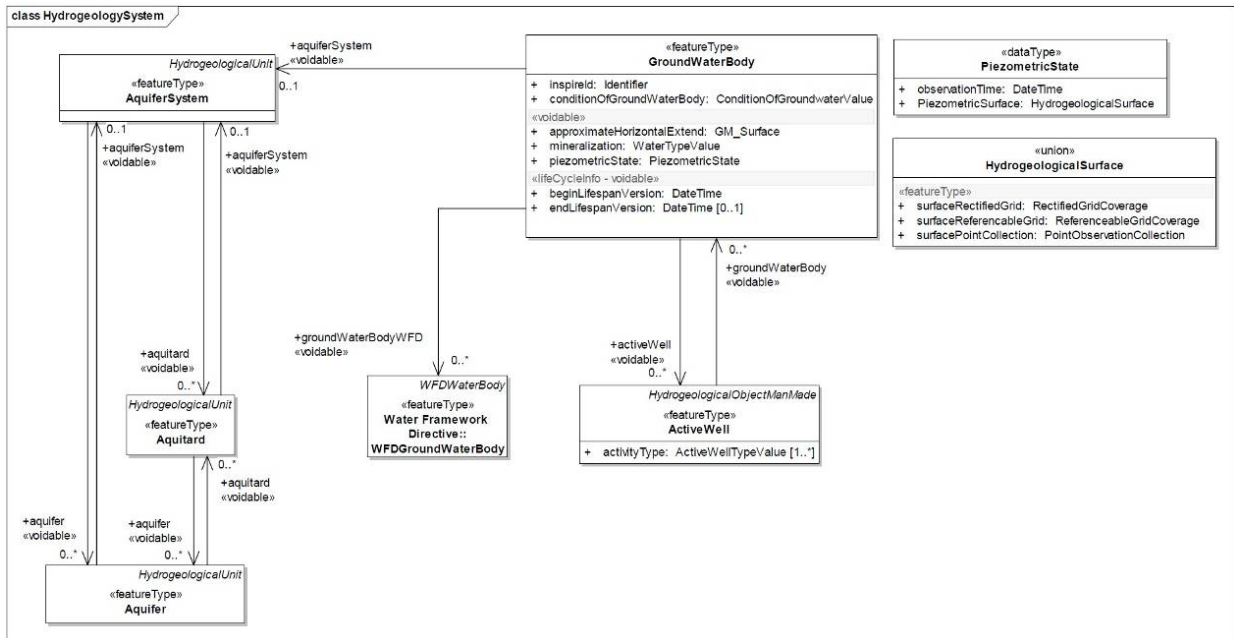 class HydrogeologySystem
HydrogeologicalUnit
«featureType»
AquiferSystem
+aquiferSystem
«voidable»
0..1
«featureType»
GroundWaterBody
+ inspireId: Identifier
+ conditionOfGroundWaterBody: ConditionOfGroundwaterValue
«voidable»
+ approximateHorizontalExtend: GM_Surface
+ mineralization: WaterTypeValue
+ piezometricState: PiezometricState
«lifeCycleInfo - voidable»
+ beginLifespanVersion: DateTime
+ endLifespanVersion: DateTime [0..1]
«dataType»
PiezometricState
+ observationTime: DateTime
+ PiezometricSurface: HydrogeologicalSurface
«union»
HydrogeologicalSurface
«featureType»
+ surfaceRectifiedGrid: RectifiedGridCoverage
+ surfaceReferencableGrid: ReferenceableGridCoverage
+ surfacePointCollection: PointObservationCollection
0..1
+aquiferSystem
«voidable»
0..1
+aquiferSystem
«voidable»
0..*
+groundWaterBody
«voidable»
+groundWaterBodyWFD
«voidable»
0..*
+activeWell
«voidable»
0..*
+aquitard
«voidable»
0..*
HydrogeologicalUnit
«featureType»
Aquitard
WFDWaterBody
«featureType»
Water Framework
Directive::
WFDGroundWaterBody
HydrogeologicalObjectManMade
«featureType»
ActiveWell
+ activityType: ActiveWellTypeValue [1..*]
0..*
+aquitard
«voidable»
+aquifer
«voidable»
0..*
+aquifer
«voidable»
0..*
HydrogeologicalUnit
«featureType»
Aquifer